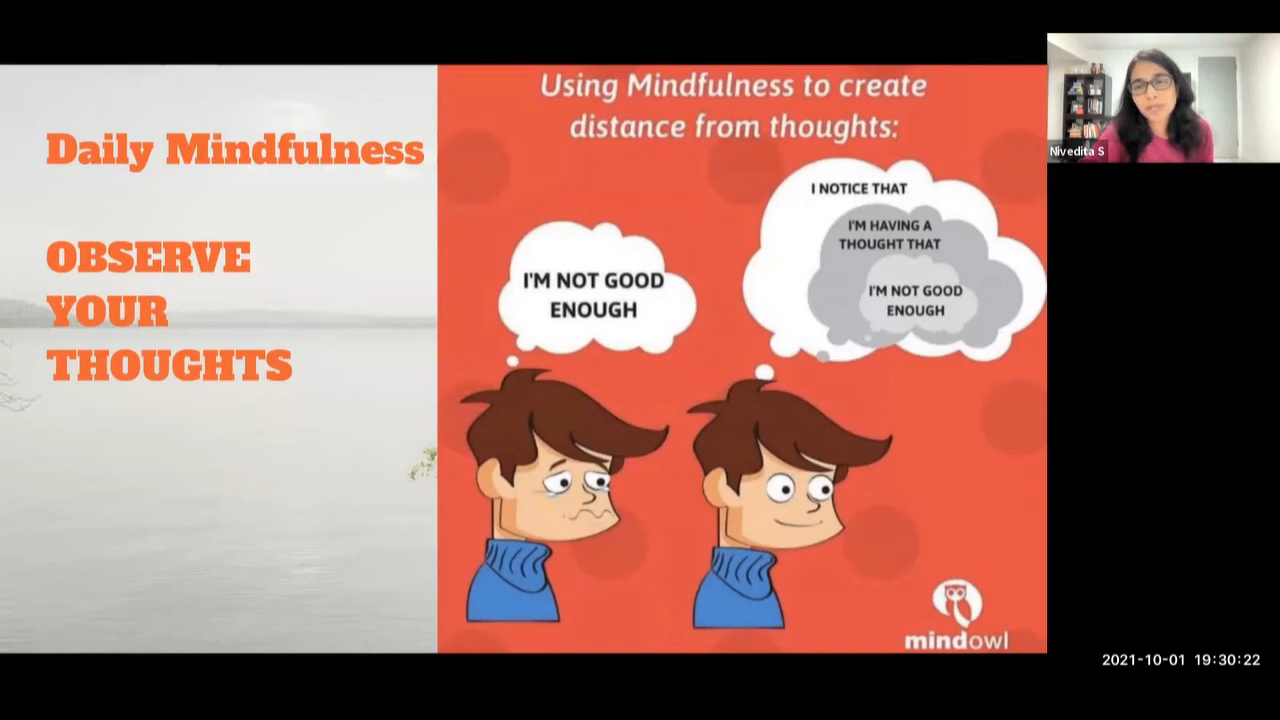 Daily Mindfulness
OBSERVE
YOUR
THOUGHTS
Using Mindfulness to create
distance from thoughts:
I'M NOT GOOD
ENOUGH
I NOTICE THAT
I'M HAVING A
THOUGHT THAT
I'M NOT GOOD
ENOUGH
mindowl
Nivedita S
2021-10-01 19:30:22